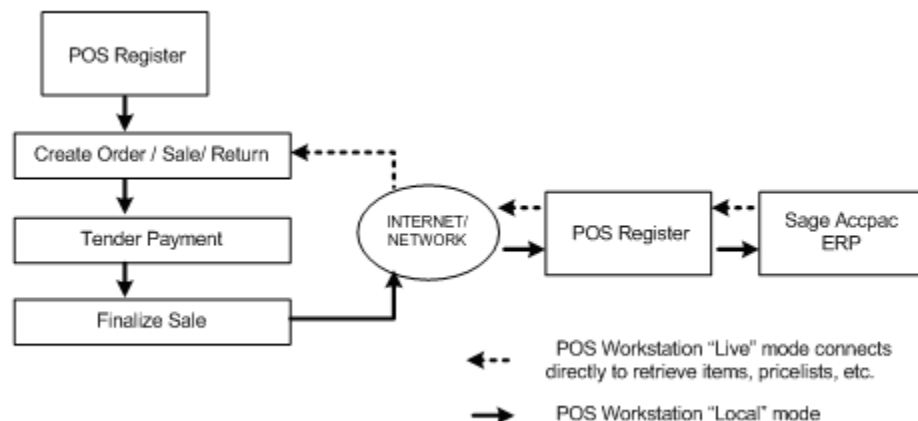 POS Register
Create Order / Sale/ Return
Tender Payment
Finalize Sale
INTERNET/
NETWORK
POS Register
Sage Accpac
ERP
POS Workstation “Live” mode connects
directly to retrieve items, pricelists, etc.
POS Workstation “Local” mode